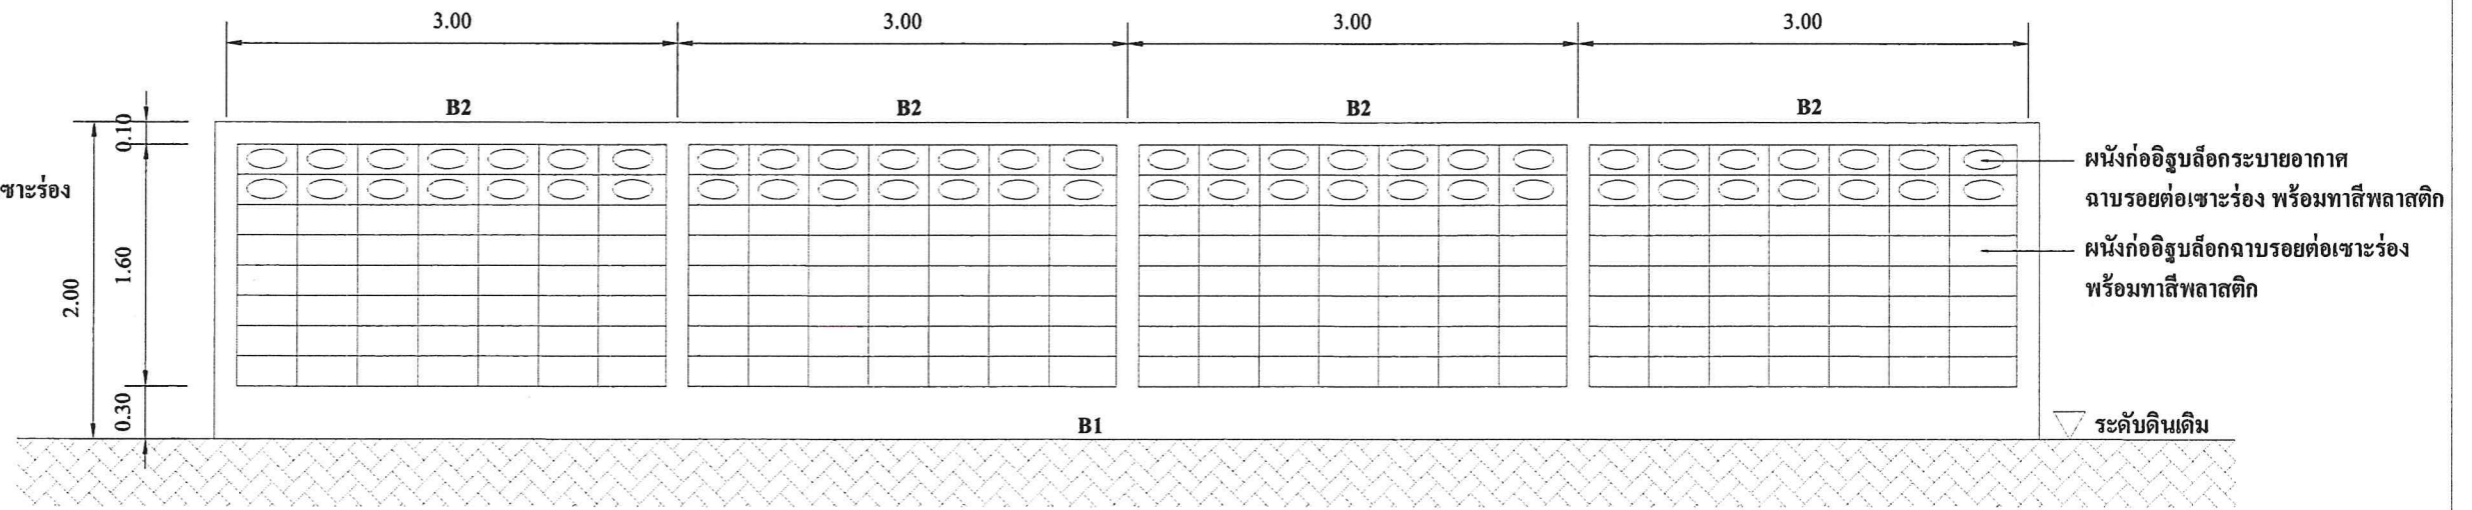 3.00 3.00 3.00 3.00
B2 B2 B2 B2
0.10
ผนังก่ออิฐบล็อกระบายอากาศ
เซาะร่อง
ฉาบรอยต่อเซาะร่อง พร้อมทาสีพลาสติก
1.60
ผนังก่ออิฐบล็อกฉาบรอยต่อเซาะร่อง
2.00
พร้อมทาสีพลาสติก
0.30
B1
ระดับดินเดิม